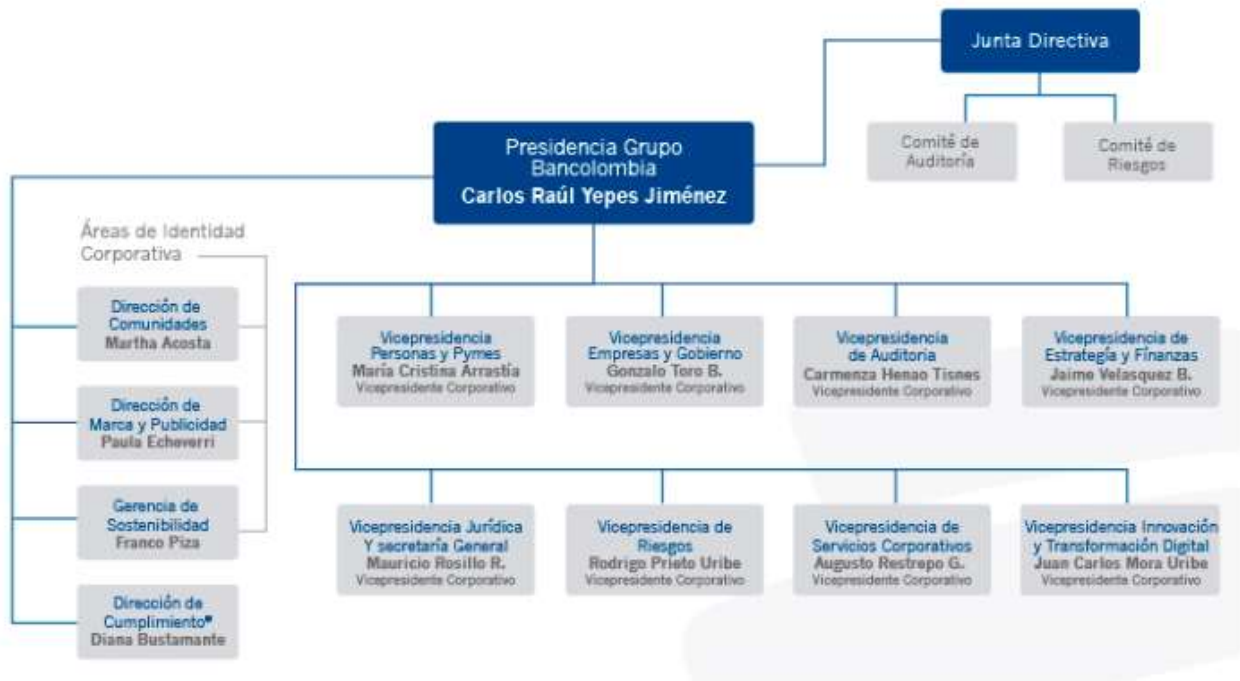 Junta Directiva
Comité de
Auditoría
Comité de
Riesgos
Presidencia Grupo
Bancolombia
Carlos Raúl Yepes Jiménez
Áreas de Identidad
Corporativa
Dirección de
Comunidades
Martha Acosta
Dirección de
Marca y Publicidad
Paula Echeverri
Gerencia de
Sostenibilidad
Franco Piza
Dirección de
Cumplimiento*
Diana Bustamante
Vicepresidencia
Personas y Pymes
María Cristina Arrastía
Vicepresidente Corporativo
Vicepresidencia
Empresas y Gobierno
Gonzalo Toro B.
Vicepresidente Corporativo
Vicepresidencia
de Auditoria
Carmenza Henao Tisnes
Vicepresidente Corporativo
Vicepresidencia de
Estrategía y Finanzas
Jaime Velasquez B.
Vicepresidente Corporativo
Vicepresidencia Jurídica
Y secretaría General
Mauricio Rosillo R.
Vicepresidente Corporativo
Vicepresidencia de
Riesgos
Rodrigo Prieto Uribe
Vicepresidente Corporativo
Vicepresidencia de
Servicios Corporativos
Augusto Restrepo G.
Vicepresidente Corporativo
Vicepresidencia Innovación
y Transformación Digital
Juan Carlos Mora Uribe
Vicepresidente Corporativo